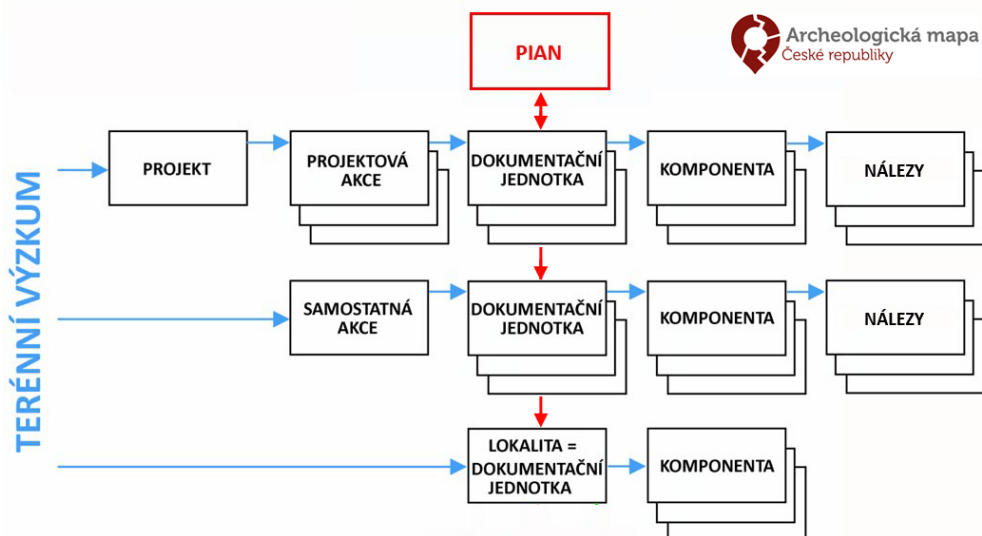 PIAN
Archeologická mapa
České republiky
TERÉNNÍ VÝZKUM
PROJEKT
PROJEKTOVÁ
AKCE
DOKUMENTAČNÍ
JEDNOTKA
KOMPONENTA
NÁLEZY
SAMOSTATNÁ
AKCE
DOKUMENTAČNÍ
JEDNOTKA
KOMPONENTA
NÁLEZY
LOKALITA =
DOKUMENTAČNÍ
JEDNOTKA
KOMPONENTA